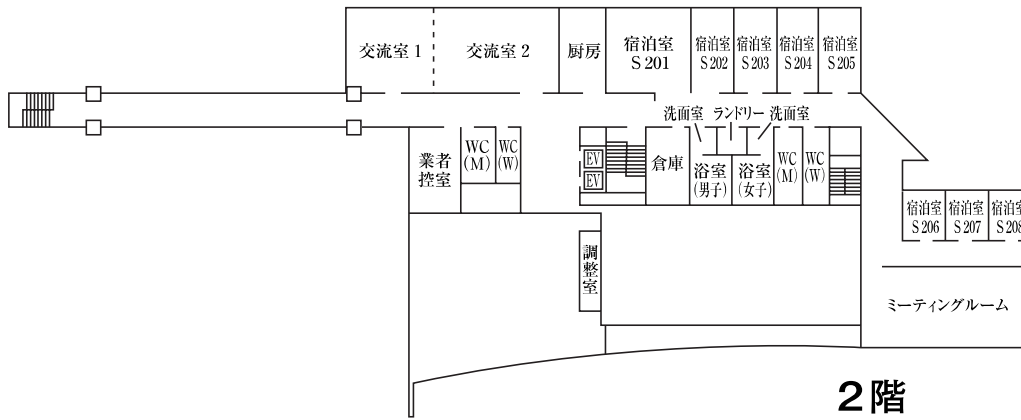 交流室 1
交流室 2
厨房
宿泊室
S 201
宿泊室
S 202
宿泊室
S 203
宿泊室
S 204
宿泊室
S 205
洗面室
ランドリー
洗面室
業者
控室
WC
(M)
WC
(W)
EV
EV
倉庫
浴室
(男子)
浴室
(女子)
WC
(M)
WC
(W)
宿泊室
S 206
宿泊室
S 207
宿泊室
S 208
調整室
ミーティングルーム
2階